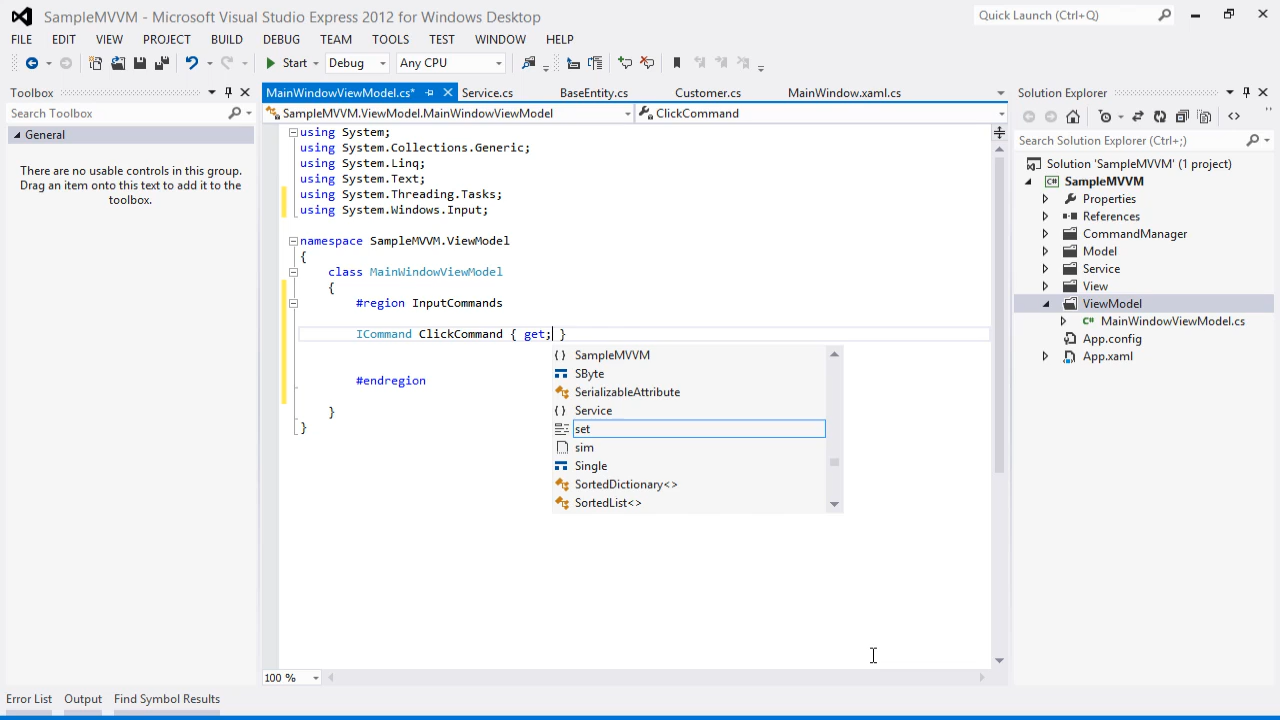 SampleMVVM - Microsoft Visual Studio Express 2012 for Windows Desktop
Quick Launch (Ctrl+Q)
FILE EDIT VIEW PROJECT BUILD DEBUG TEAM TOOLS TEST WINDOW HELP
Start Debug Any CPU
Toolbox
Search Toolbox
General
There are no usable controls in this group.
Drag an item onto this text to add it to the
toolbox.
MainWindowViewModel.cs* Service.cs BaseEntity.cs Customer.cs MainWindow.xaml.cs
SampleMVVM.ViewModel.MainWindowViewModel ClickCommand
using System;
using System.Collections.Generic;
using System.Linq;
using System.Text;
using System.Threading.Tasks;
using System.Windows.Input;
namespace SampleMVVM.ViewModel
{
class MainWindowViewModel
{
#region InputCommands
ICommand ClickCommand { get; }
SampleMVVM
SByte
SerializableAttribute
Service
set
sim
Single
SortedDictionary<>
SortedList<>
#endregion
}
}
100 %
Solution Explorer
Search Solution Explorer (Ctrl+;)
Solution 'SampleMVVM' (1 project)
SampleMVVM
Properties
References
CommandManager
Model
Service
View
ViewModel
MainWindowViewModel.cs
App.config
App.xaml
Error List Output Find Symbol Results